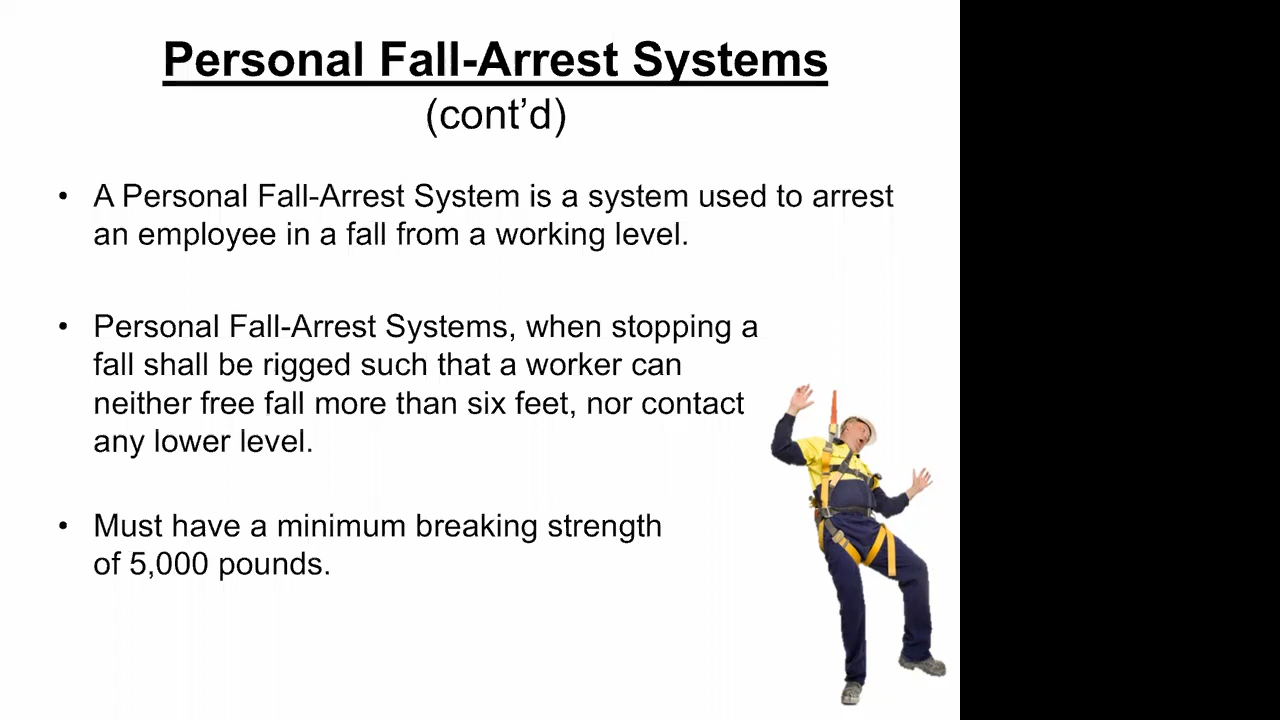 Personal Fall-Arrest Systems
(cont’d)
• A Personal Fall-Arrest System is a system used to arrest
an employee in a fall from a working level.
• Personal Fall-Arrest Systems, when stopping a
fall shall be rigged such that a worker can
neither free fall more than six feet, nor contact
any lower level.
• Must have a minimum breaking strength
of 5,000 pounds.